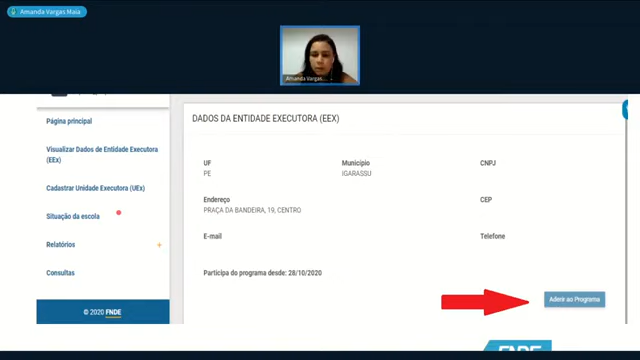 Amanda Vargas Maia
Amanda Vargas...
Página principal
Visualizar Dados de Entidade Executora
(EEx)
Cadastrar Unidade Executora (UEx)
Situação da escola
Relatórios +
Consultas
© 2020 FNDE
DADOS DA ENTIDADE EXECUTORA (EEX)
UF Município CNPJ
PE IGARASSU
Endereço CEP
PRAÇA DA BANDEIRA, 19, CENTRO
E-mail Telefone
Participa do programa desde: 28/10/2020
Aderir ao Programa
FNDE